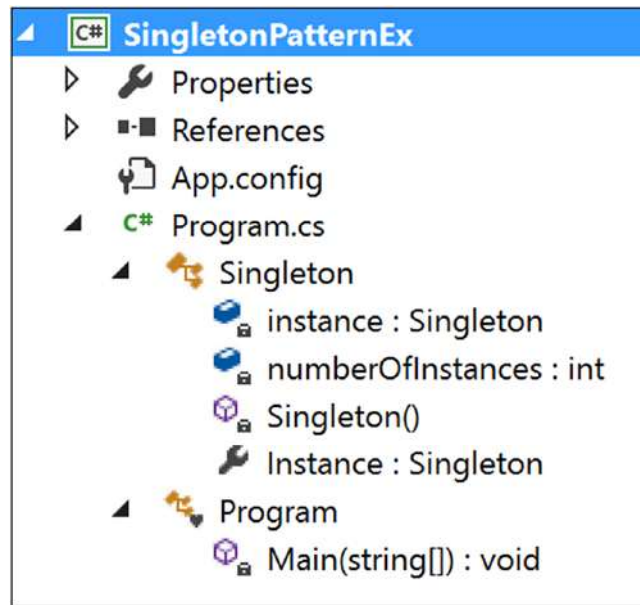 C# SingletonPatternEx
Properties
References
App.config
C# Program.cs
Singleton
instance : Singleton
numberOfInstances : int
Singleton()
Instance : Singleton
Program
Main(string[]) : void